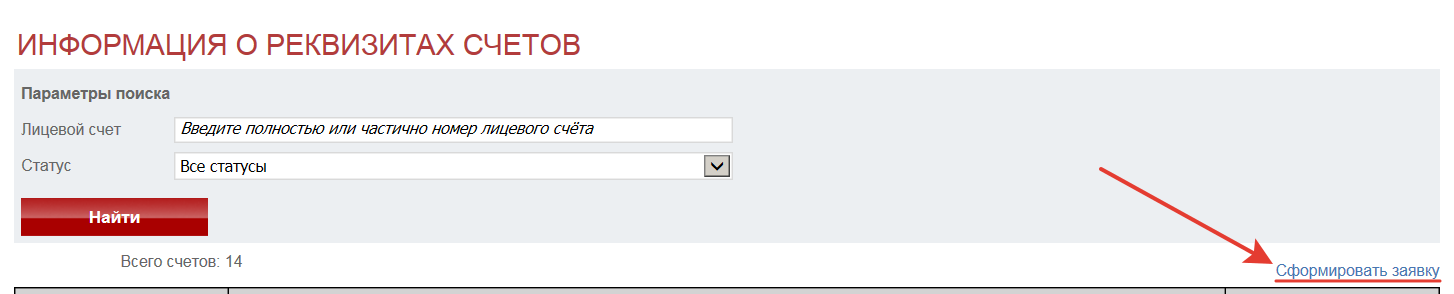 ИНФОРМАЦИЯ О РЕКВИЗИТАХ СЧЕТОВ
Параметры поиска
Лицевой счет Введите полностью или частично номер лицевого счёта
Статус Все статусы
Найти
Всего счетов: 14
Сформировать заявку